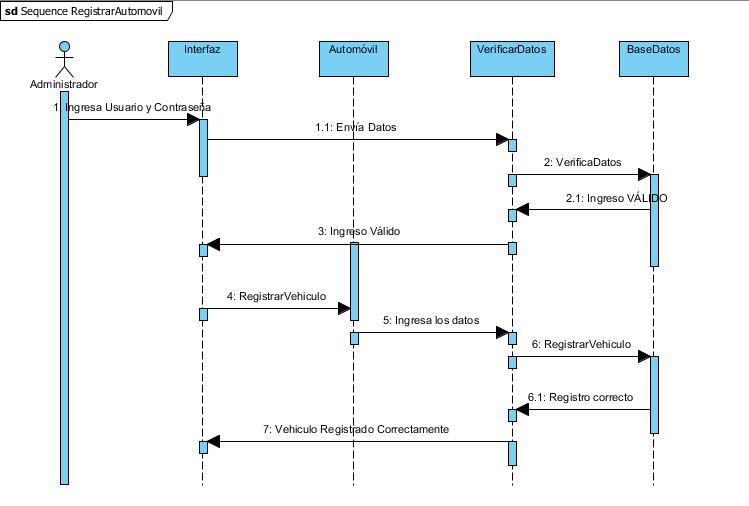 sd Sequence RegistrarAutomovil
Interfaz
Automóvil
VerificarDatos
BaseDatos
Administrador
1: Ingresa Usuario y Contraseña
1.1: Envía Datos
2: VerificaDatos
2.1: Ingreso VÁLIDO
3: Ingreso Válido
4: RegistrarVehiculo
5: Ingresa los datos
6: RegistrarVehiculo
6.1: Registro correcto
7: Vehiculo Registrado Correctamente